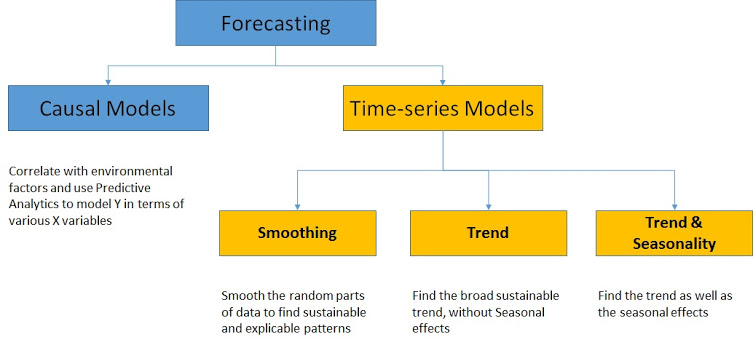 Forecasting
Causal Models
Time-series Models
Correlate with environmental
factors and use Predictive
Analytics to model Y in terms of
various X variables
Smoothing
Trend
Trend &
Seasonality
Smooth the random parts
of data to find sustainable
and explicable patterns
Find the broad sustainable
trend, without Seasonal
effects
Find the trend as well as
the seasonal effects